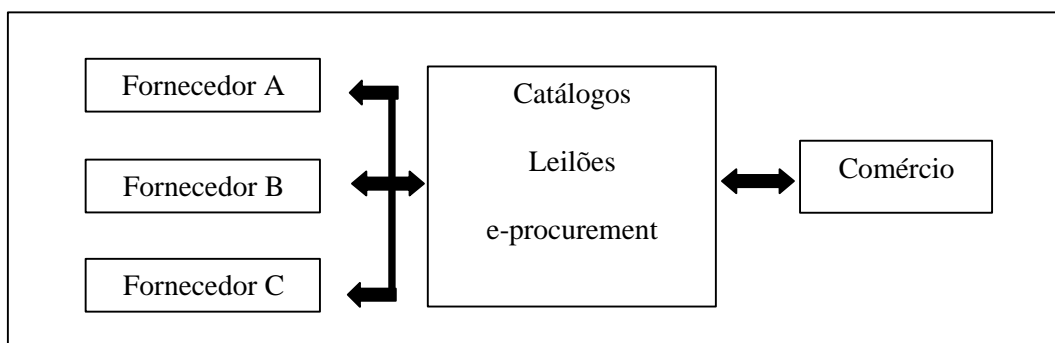 Fornecedor A
Fornecedor B
Fornecedor C
Catálogos
Leilões
e-procurement
Comércio